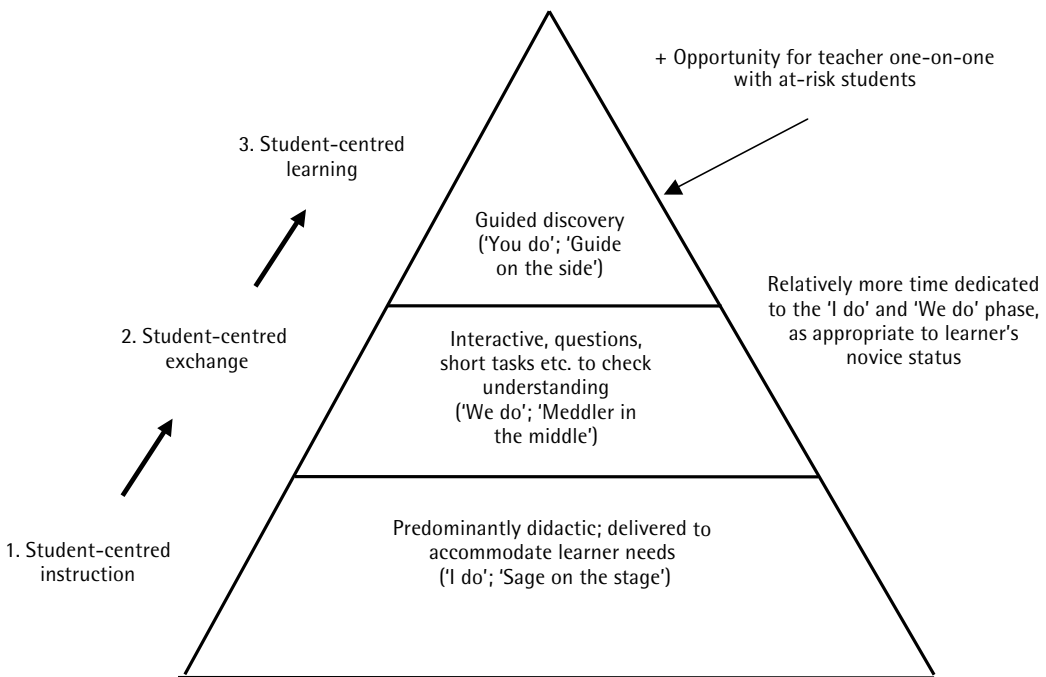 + Opportunity for teacher one-on-one
with at-risk students
3. Student-centred
learning
Guided discovery
(‘You do’; ‘Guide
on the side’)
Relatively more time dedicated
to the ‘I do’ and ‘We do’ phase,
as appropriate to learner’s
novice status
2. Student-centred
exchange
Interactive, questions,
short tasks etc. to check
understanding
(‘We do’; ‘Meddler in
the middle’)
1. Student-centred
instruction
Predominantly didactic; delivered to
accommodate learner needs
(‘I do’; ‘Sage on the stage’)